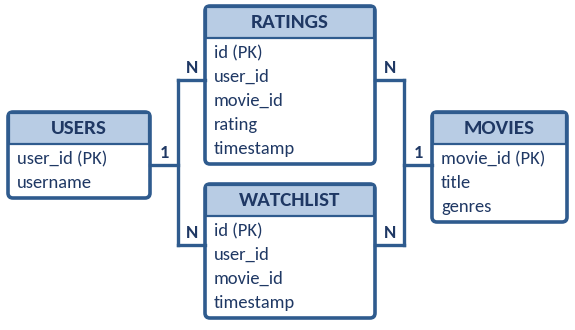 RATINGS
id (PK)
user_id
movie_id
rating
timestamp
N
N
USERS
user_id (PK)
username
1
1
MOVIES
movie_id (PK)
title
genres
WATCHLIST
id (PK)
user_id
movie_id
timestamp
N
N